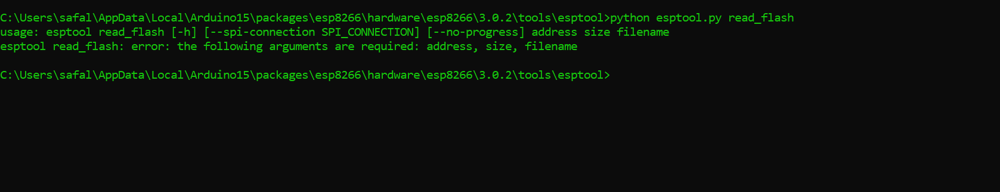 C:\Users\safal\AppData\Local\Arduino15\packages\esp8266\hardware\esp8266\3.0.2\tools\esptool>python esptool.py read_flash
usage: esptool read_flash [-h] [--spi-connection SPI_CONNECTION] [--no-progress] address size filename
esptool read_flash: error: the following arguments are required: address, size, filename
C:\Users\safal\AppData\Local\Arduino15\packages\esp8266\hardware\esp8266\3.0.2\tools\esptool>